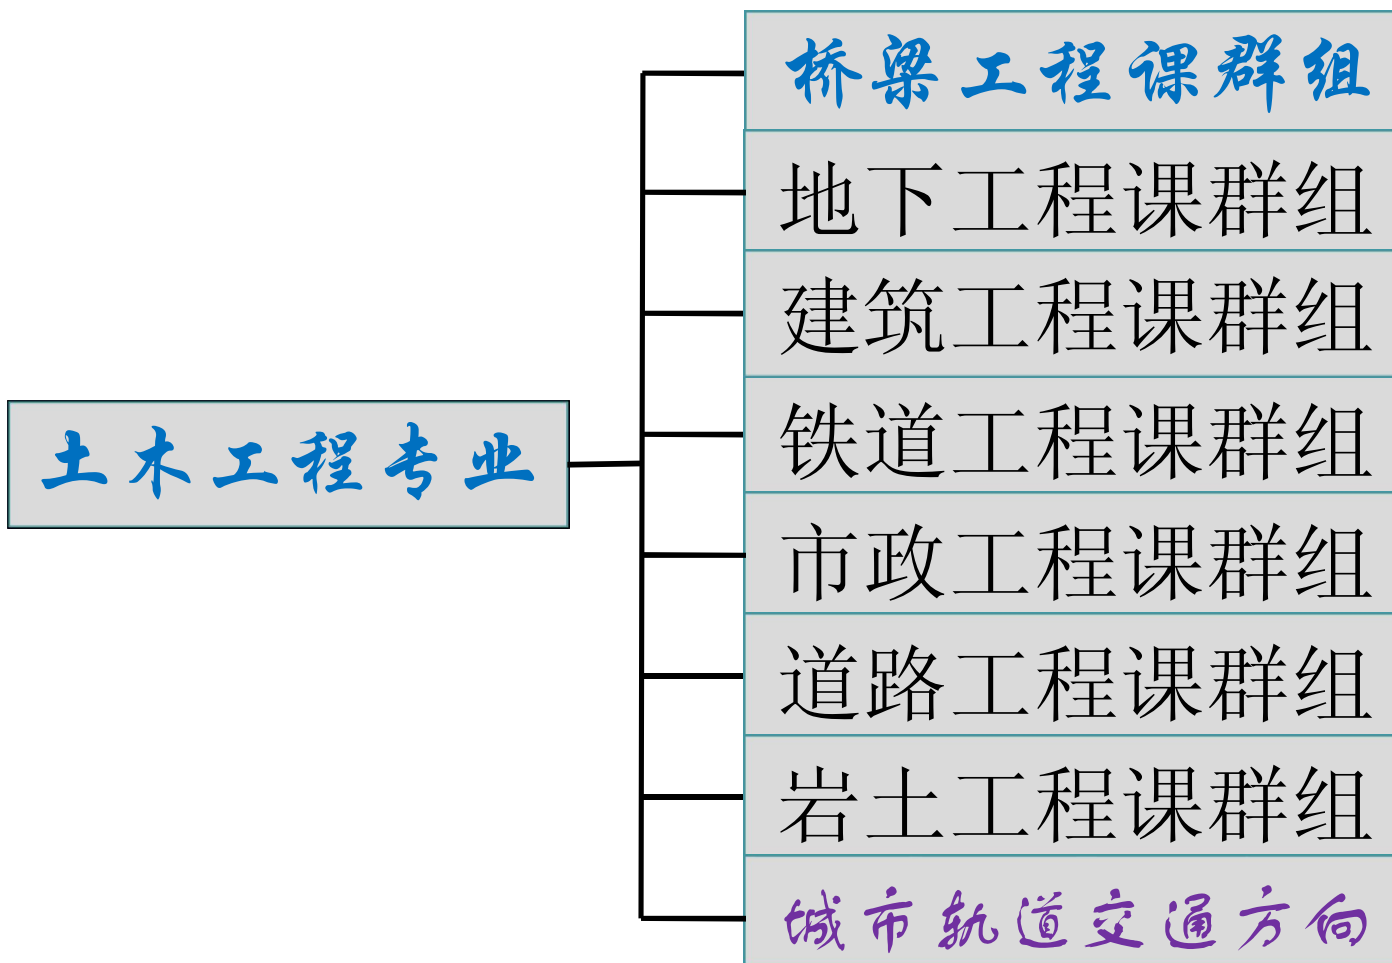 土木工程专业
桥梁工程课群组
地下工程课群组
建筑工程课群组
铁道工程课群组
市政工程课群组
道路工程课群组
岩土工程课群组
城市轨道交通方向